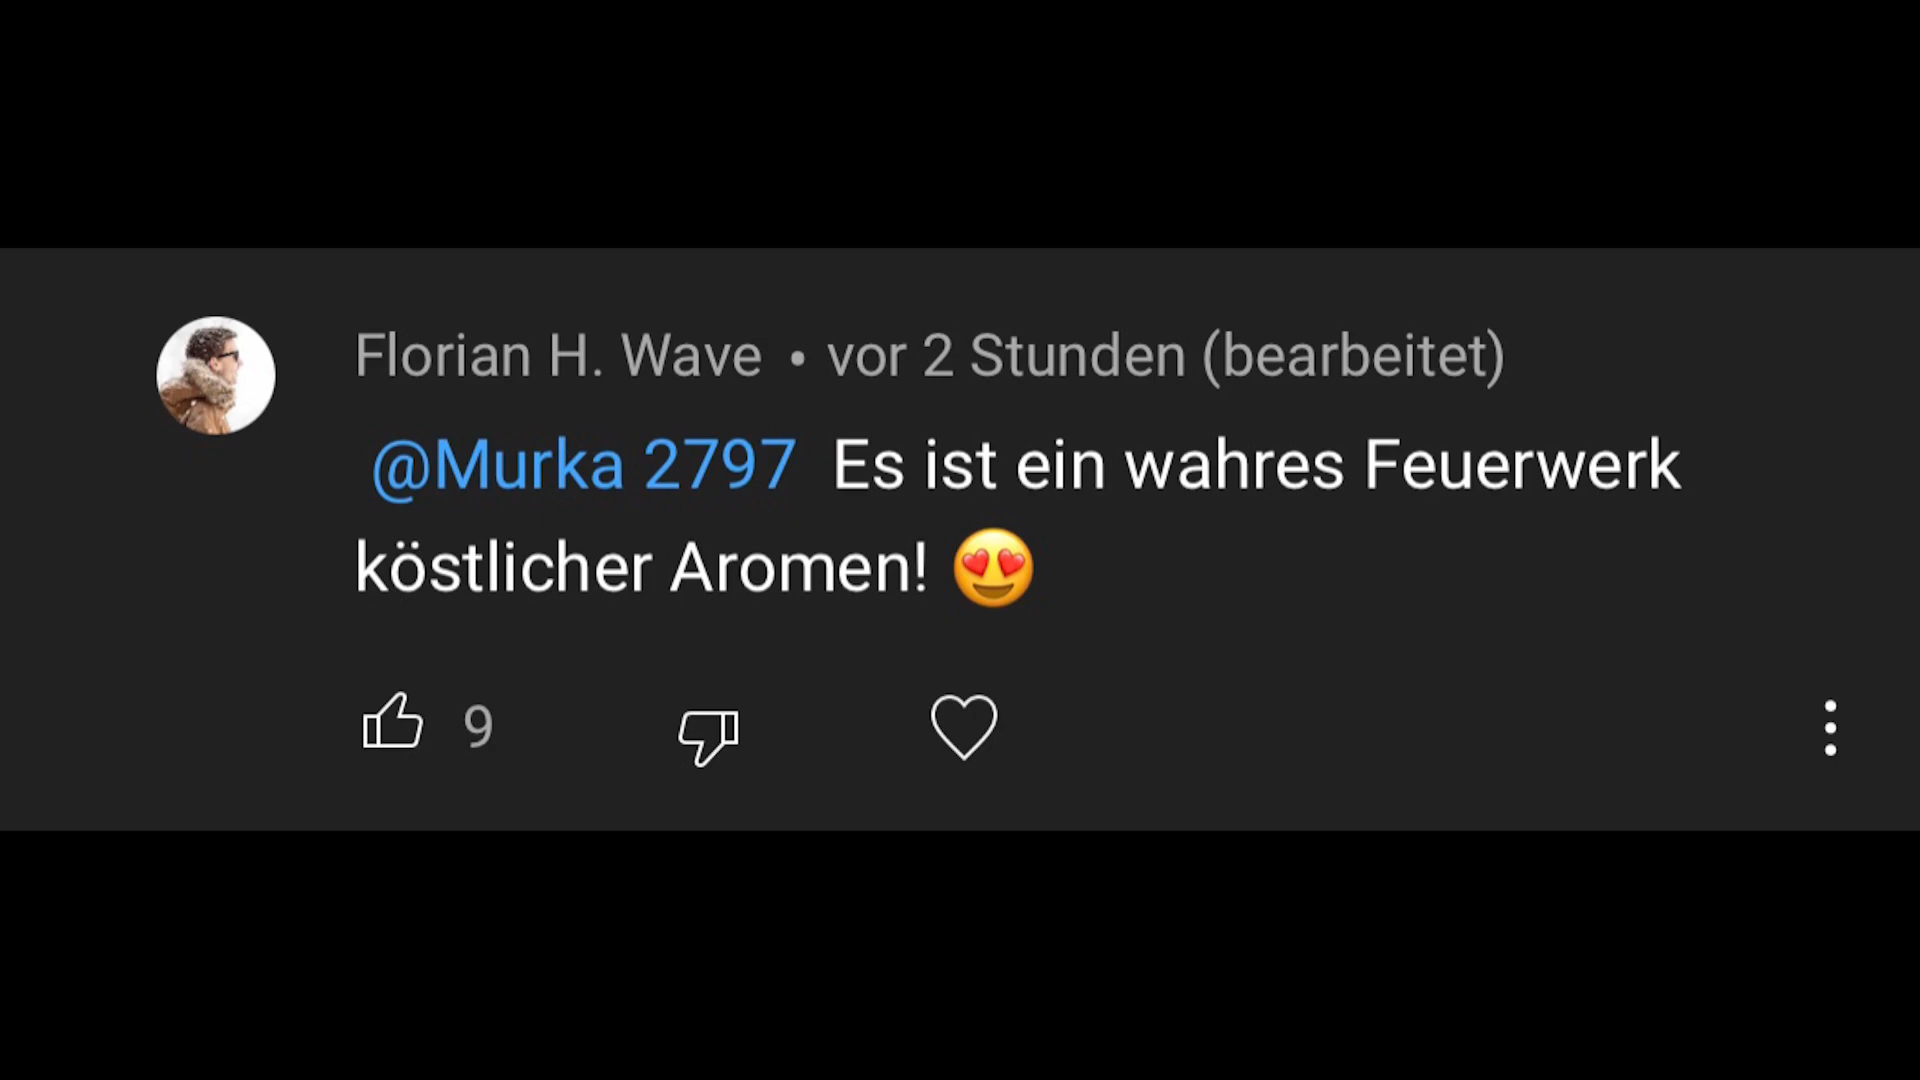 Florian H. Wave • vor 2 Stunden (bearbeitet)
@Murka 2797 Es ist ein wahres Feuerwerk
köstlicher Aromen! 😍
9